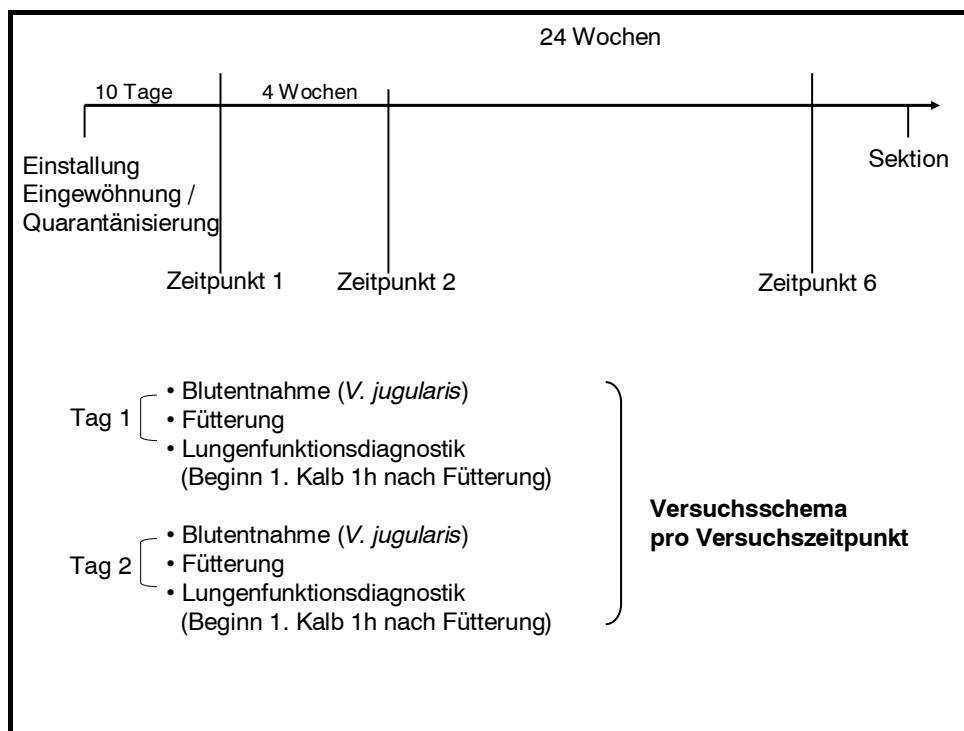 24 Wochen
10 Tage
4 Wochen
Einstallung
Eingewöhnung /
Quarantänisierung
Sektion
Zeitpunkt 1
Zeitpunkt 2
Zeitpunkt 6
Tag 1
• Blutentnahme (V. jugularis)
• Fütterung
• Lungenfunktionsdiagnostik
(Beginn 1. Kalb 1h nach Fütterung)
Tag 2
• Blutentnahme (V. jugularis)
• Fütterung
• Lungenfunktionsdiagnostik
(Beginn 1. Kalb 1h nach Fütterung)
Versuchsschema
pro Versuchszeitpunkt